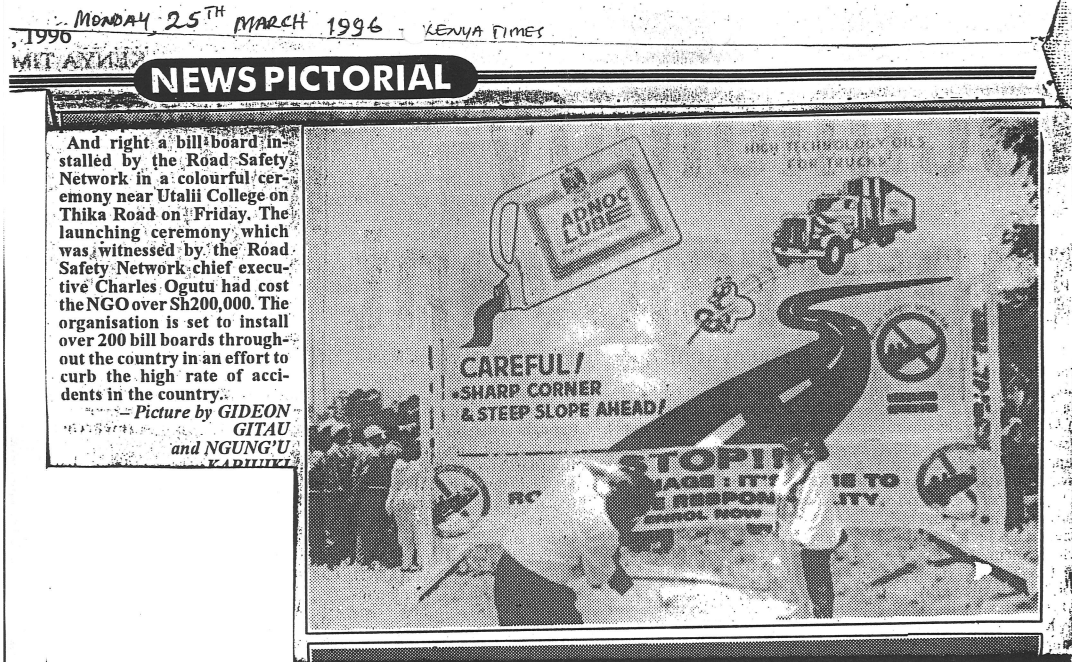 MONDAY, 25TH MARCH 1996 - KENYA TIMES
, 1996
NEWS PICTORIAL
And right a bill board in-
stalled by the Road Safety
Network in a colourful cer-
emony near Utalii College on
Thika Road on Friday. The
launching ceremony which
was witnessed by the Road
Safety Network chief execu-
tive Charles Ogutu had cost
the NGO over Sh200,000. The
organisation is set to install
over 200 bill boards through-
out the country in an effort to
curb the high rate of acci-
dents in the country.
– Picture by GIDEON
GITAU
and NGUNG'U
KARIUKI
HIGH TECHNOLOGY OILS
FOR TRUCKS
ADNOC
LUBE
CAREFUL!
• SHARP CORNER
& STEEP SLOPE AHEAD!
STOP
: IT'S TO
ENROL NOW